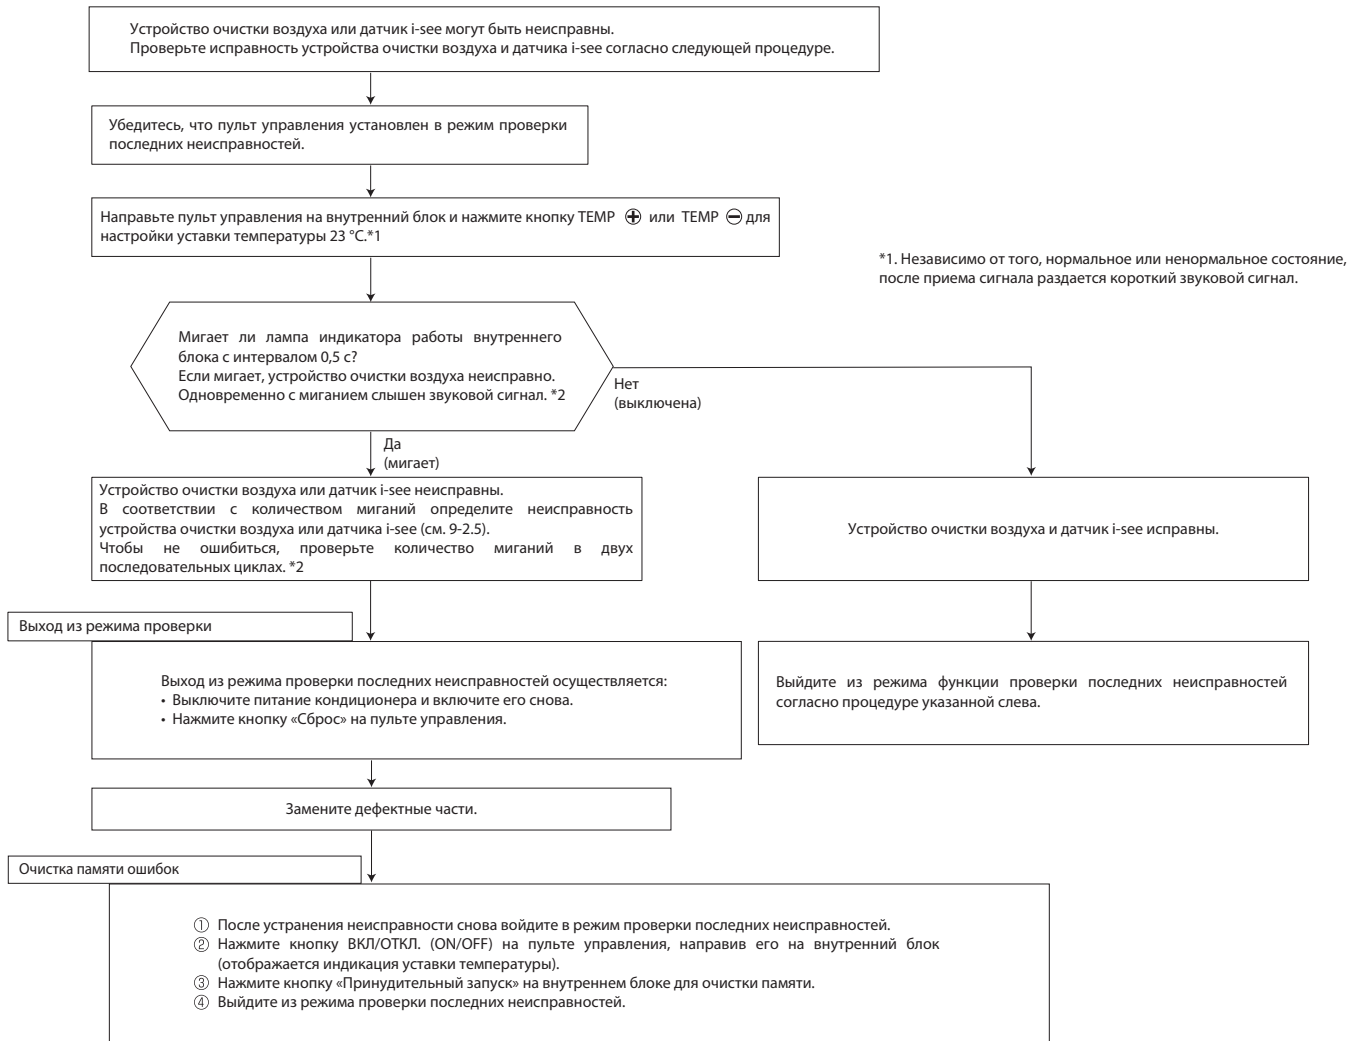 Устройство очистки воздуха или датчик i-see могут быть неисправны.
Проверьте исправность устройства очистки воздуха и датчика i-see согласно следующей процедуре.
Убедитесь, что пульт управления установлен в режим проверки
последних неисправностей.
Направьте пульт управления на внутренний блок и нажмите кнопку TEMP ⊕ или TEMP ⊖ для
настройки уставки температуры 23 °C.*1
*1. Независимо от того, нормальное или ненормальное состояние,
после приема сигнала раздается короткий звуковой сигнал.
Мигает ли лампа индикатора работы внутреннего
блока с интервалом 0,5 с?
Если мигает, устройство очистки воздуха неисправно.
Одновременно с миганием слышен звуковой сигнал. *2
Нет
(выключена)
Да
(мигает)
Устройство очистки воздуха или датчик i-see неисправны.
В соответствии с количеством миганий определите неисправность
устройства очистки воздуха или датчика i-see (см. 9-2.5).
Чтобы не ошибиться, проверьте количество миганий в двух
последовательных циклах. *2
Устройство очистки воздуха и датчик i-see исправны.
Выход из режима проверки
Выход из режима проверки последних неисправностей осуществляется:
• Выключите питание кондиционера и включите его снова.
• Нажмите кнопку «Сброс» на пульте управления.
Выйдите из режима функции проверки последних неисправностей
согласно процедуре указанной слева.
Замените дефектные части.
Очистка памяти ошибок
① После устранения неисправности снова войдите в режим проверки последних неисправностей.
② Нажмите кнопку ВКЛ/ОТКЛ. (ON/OFF) на пульте управления, направив его на внутренний блок
(отображается индикация уставки температуры).
③ Нажмите кнопку «Принудительный запуск» на внутреннем блоке для очистки памяти.
④ Выйдите из режима проверки последних неисправностей.